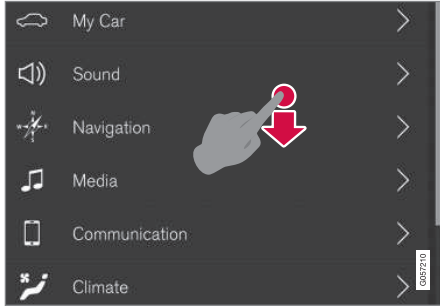 My Car
Sound
Navigation
Media
Communication
Climate
G057210